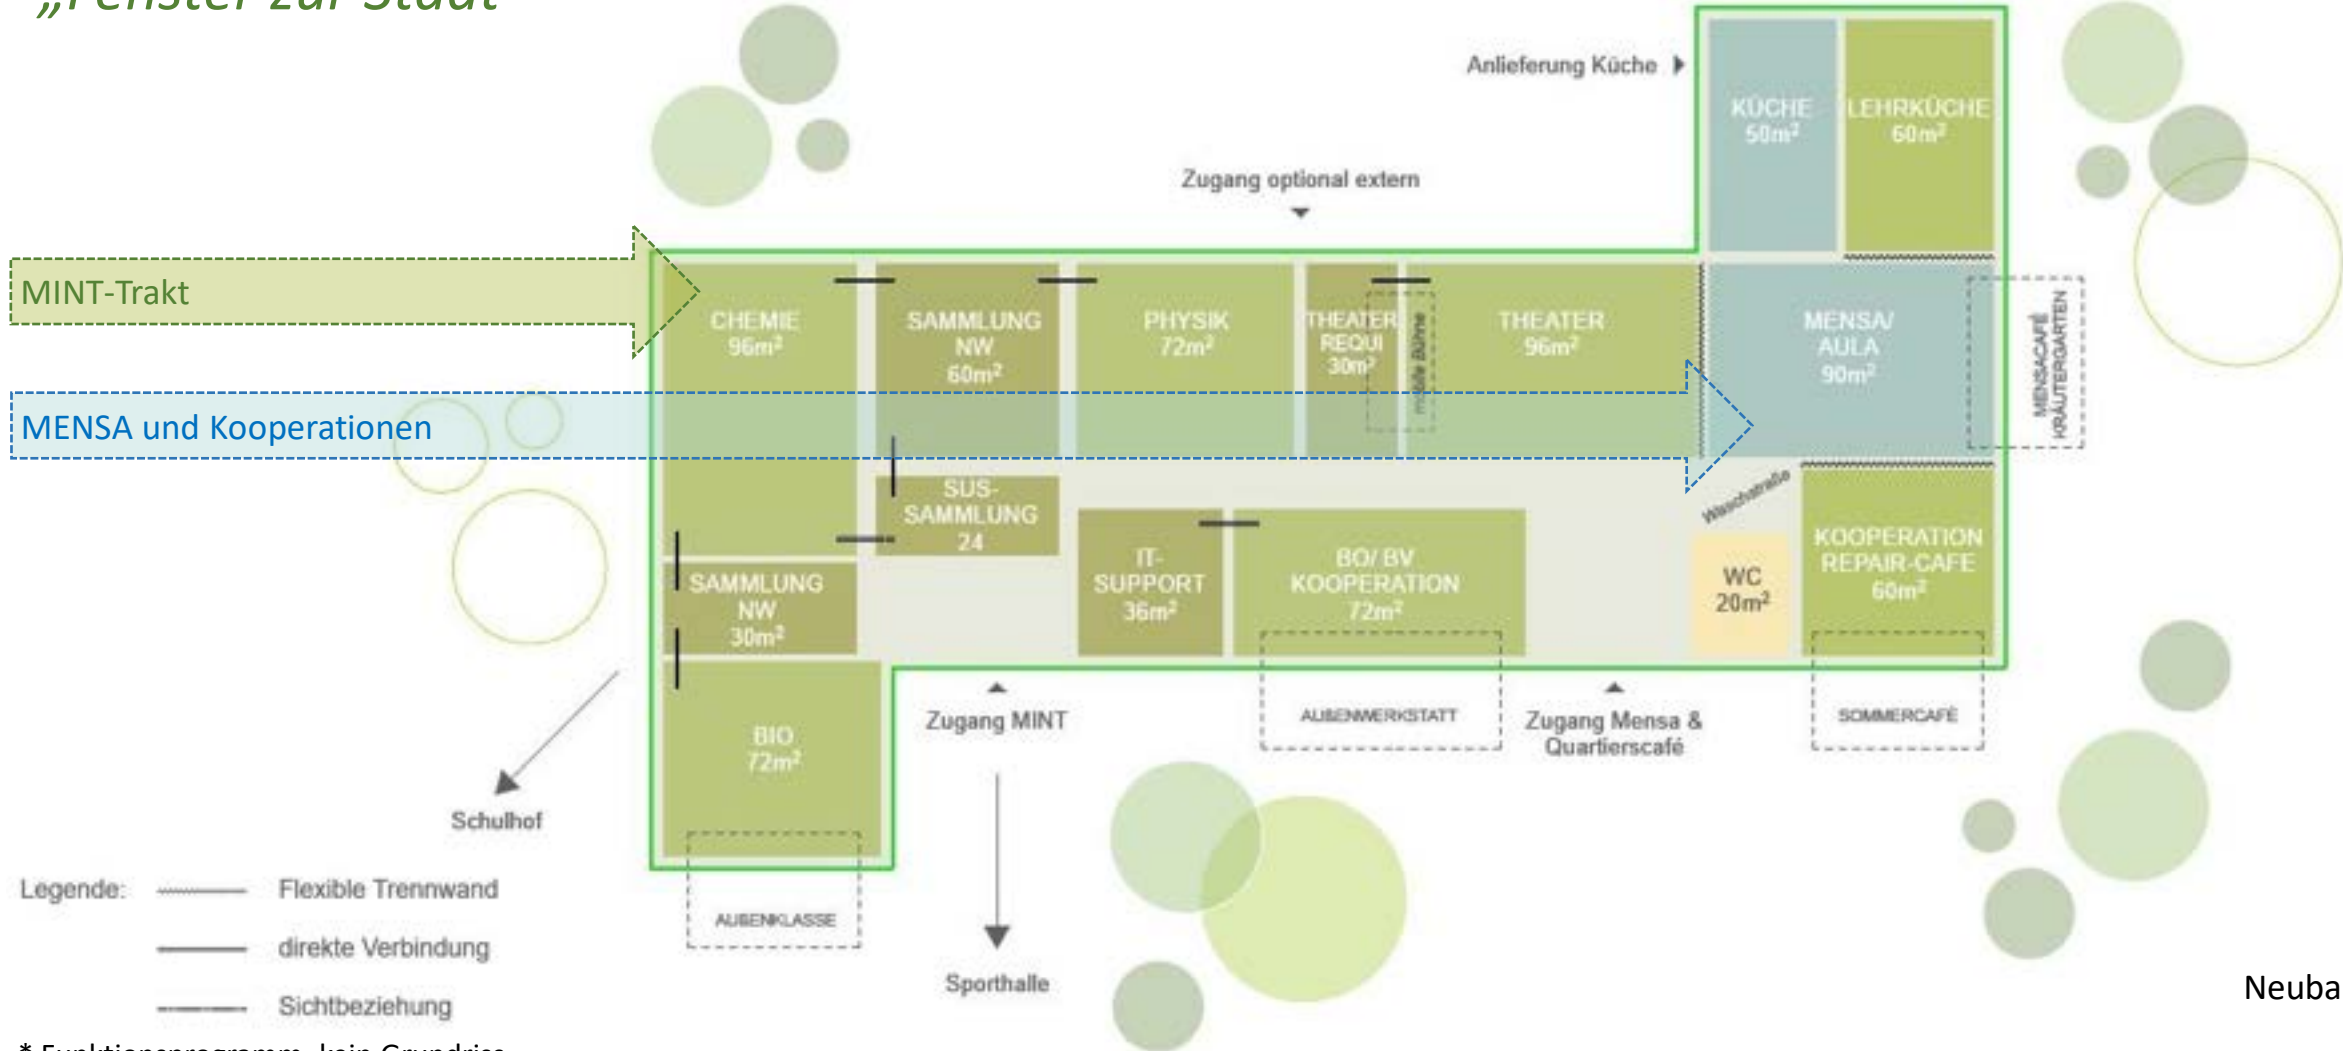 „Fenster zur Stadt
Anlieferung Küche
KÜCHE
50m²
LEHRKÜCHE
60m²
Zugang optional extern
MINT-Trakt
CHEMIE
96m²
SAMMLUNG
NW
60m²
PHYSIK
72m²
THEATER
REQUI
30m²
mobile Bühne
THEATER
96m²
MENSA/
AULA
90m²
MENSACAFÉ
KRÄUTERGARTEN
MENSA und Kooperationen
SUS-
SAMMLUNG
24
Waschstraße
SAMMLUNG
NW
30m²
IT-
SUPPORT
36m²
BO/ BV
KOOPERATION
72m²
WC
20m²
KOOPERATION
REPAIR-CAFE
60m²
BIO
72m²
Zugang MINT
AUßENWERKSTATT
Zugang Mensa &
Quartierscafé
SOMMERCAFÉ
Schulhof
AUßENKLASSE
Sporthalle
Legende:
Flexible Trennwand
direkte Verbindung
Sichtbeziehung
Neuba
* Funktionsprogramm, kein Grundriss